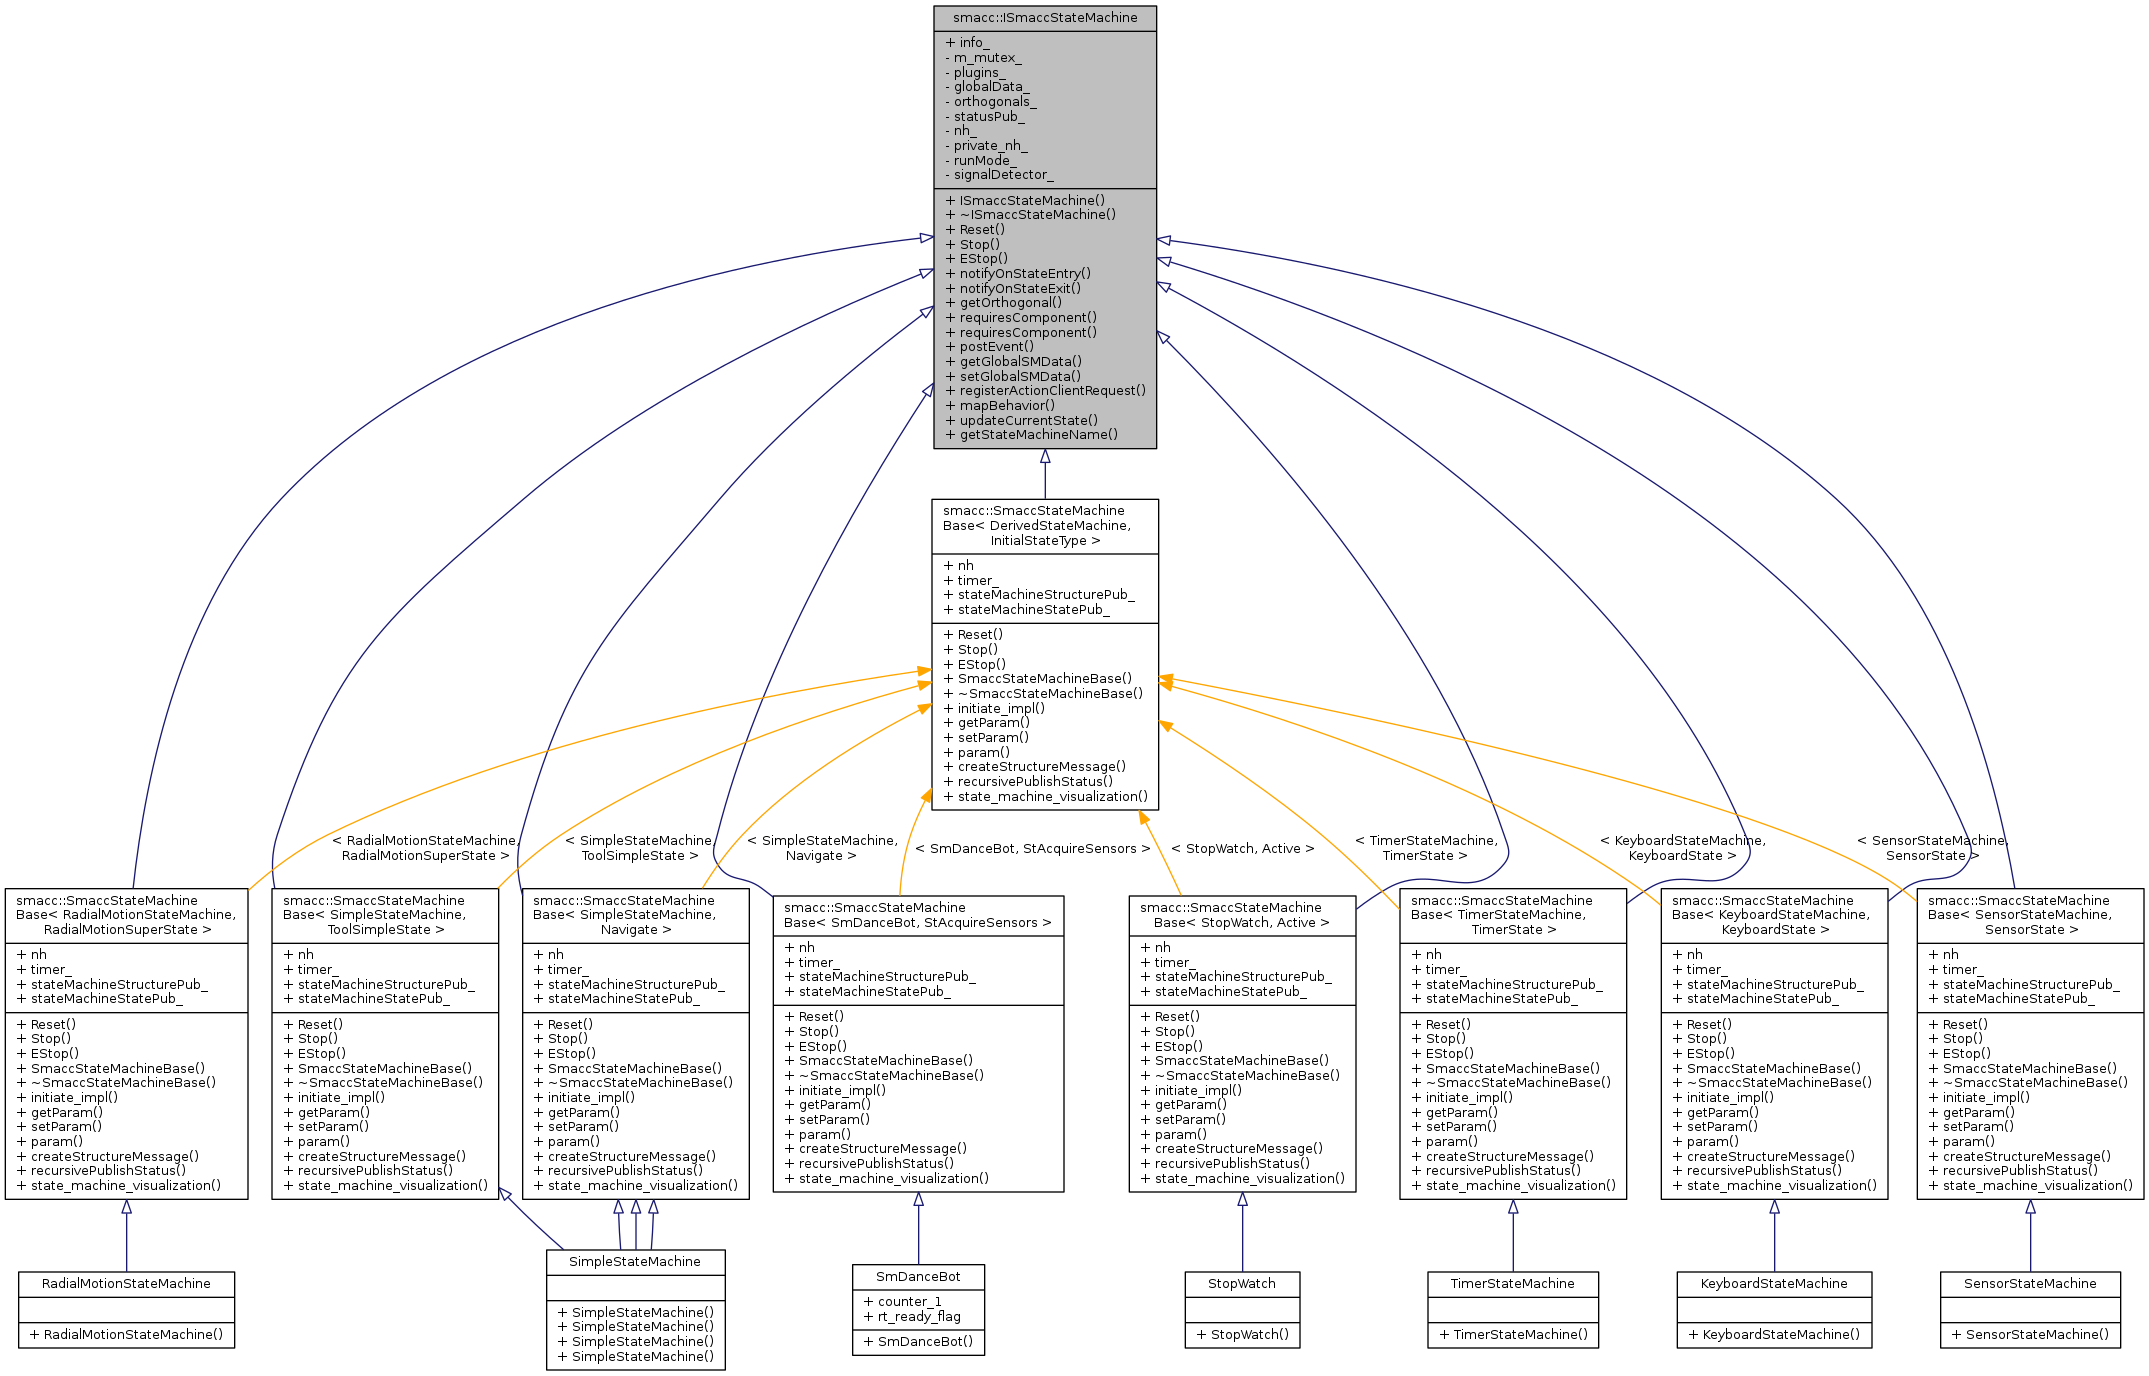 smacc::ISmaccStateMachine
+ info_
- m_mutex_
- plugins_
- globalData_
- orthogonals_
- statusPub_
- nh_
- private_nh_
- runMode_
- signalDetector_
+ ISmaccStateMachine()
+ ~ISmaccStateMachine()
+ Reset()
+ Stop()
+ EStop()
+ notifyOnStateEntry()
+ notifyOnStateExit()
+ getOrthogonal()
+ requiresComponent()
+ requiresComponent()
+ postEvent()
+ getGlobalSMData()
+ setGlobalSMData()
+ registerActionClientRequest()
+ mapBehavior()
+ updateCurrentState()
+ getStateMachineName()
smacc::SmaccStateMachine
Base< DerivedStateMachine,
InitialStateType >
+ nh
+ timer_
+ stateMachineStructurePub_
+ stateMachineStatePub_
+ Reset()
+ Stop()
+ EStop()
+ SmaccStateMachineBase()
+ ~SmaccStateMachineBase()
+ initiate_impl()
+ getParam()
+ setParam()
+ param()
+ createStructureMessage()
+ recursivePublishStatus()
+ state_machine_visualization()
< RadialMotionStateMachine,
RadialMotionSuperState >
< SimpleStateMachine,
ToolSimpleState >
< SimpleStateMachine,
Navigate >
< SmDanceBot, StAcquireSensors >
< StopWatch, Active >
< TimerStateMachine,
TimerState >
< KeyboardStateMachine,
KeyboardState >
< SensorStateMachine,
SensorState >
smacc::SmaccStateMachine
Base< RadialMotionStateMachine,
RadialMotionSuperState >
+ nh
+ timer_
+ stateMachineStructurePub_
+ stateMachineStatePub_
+ Reset()
+ Stop()
+ EStop()
+ SmaccStateMachineBase()
+ ~SmaccStateMachineBase()
+ initiate_impl()
+ getParam()
+ setParam()
+ param()
+ createStructureMessage()
+ recursivePublishStatus()
+ state_machine_visualization()
smacc::SmaccStateMachine
Base< SimpleStateMachine,
ToolSimpleState >
+ nh
+ timer_
+ stateMachineStructurePub_
+ stateMachineStatePub_
+ Reset()
+ Stop()
+ EStop()
+ SmaccStateMachineBase()
+ ~SmaccStateMachineBase()
+ initiate_impl()
+ getParam()
+ setParam()
+ param()
+ createStructureMessage()
+ recursivePublishStatus()
+ state_machine_visualization()
smacc::SmaccStateMachine
Base< SimpleStateMachine,
Navigate >
+ nh
+ timer_
+ stateMachineStructurePub_
+ stateMachineStatePub_
+ Reset()
+ Stop()
+ EStop()
+ SmaccStateMachineBase()
+ ~SmaccStateMachineBase()
+ initiate_impl()
+ getParam()
+ setParam()
+ param()
+ createStructureMessage()
+ recursivePublishStatus()
+ state_machine_visualization()
smacc::SmaccStateMachine
Base< SmDanceBot, StAcquireSensors >
+ nh
+ timer_
+ stateMachineStructurePub_
+ stateMachineStatePub_
+ Reset()
+ Stop()
+ EStop()
+ SmaccStateMachineBase()
+ ~SmaccStateMachineBase()
+ initiate_impl()
+ getParam()
+ setParam()
+ param()
+ createStructureMessage()
+ recursivePublishStatus()
+ state_machine_visualization()
smacc::SmaccStateMachine
Base< StopWatch, Active >
+ nh
+ timer_
+ stateMachineStructurePub_
+ stateMachineStatePub_
+ Reset()
+ Stop()
+ EStop()
+ SmaccStateMachineBase()
+ ~SmaccStateMachineBase()
+ initiate_impl()
+ getParam()
+ setParam()
+ param()
+ createStructureMessage()
+ recursivePublishStatus()
+ state_machine_visualization()
smacc::SmaccStateMachine
Base< TimerStateMachine,
TimerState >
+ nh
+ timer_
+ stateMachineStructurePub_
+ stateMachineStatePub_
+ Reset()
+ Stop()
+ EStop()
+ SmaccStateMachineBase()
+ ~SmaccStateMachineBase()
+ initiate_impl()
+ getParam()
+ setParam()
+ param()
+ createStructureMessage()
+ recursivePublishStatus()
+ state_machine_visualization()
smacc::SmaccStateMachine
Base< KeyboardStateMachine,
KeyboardState >
+ nh
+ timer_
+ stateMachineStructurePub_
+ stateMachineStatePub_
+ Reset()
+ Stop()
+ EStop()
+ SmaccStateMachineBase()
+ ~SmaccStateMachineBase()
+ initiate_impl()
+ getParam()
+ setParam()
+ param()
+ createStructureMessage()
+ recursivePublishStatus()
+ state_machine_visualization()
smacc::SmaccStateMachine
Base< SensorStateMachine,
SensorState >
+ nh
+ timer_
+ stateMachineStructurePub_
+ stateMachineStatePub_
+ Reset()
+ Stop()
+ EStop()
+ SmaccStateMachineBase()
+ ~SmaccStateMachineBase()
+ initiate_impl()
+ getParam()
+ setParam()
+ param()
+ createStructureMessage()
+ recursivePublishStatus()
+ state_machine_visualization()
RadialMotionStateMachine
+ RadialMotionStateMachine()
SimpleStateMachine
+ SimpleStateMachine()
+ SimpleStateMachine()
+ SimpleStateMachine()
+ SimpleStateMachine()
SmDanceBot
+ counter_1
+ rt_ready_flag
+ SmDanceBot()
StopWatch
+ StopWatch()
TimerStateMachine
+ TimerStateMachine()
KeyboardStateMachine
+ KeyboardStateMachine()
SensorStateMachine
+ SensorStateMachine()